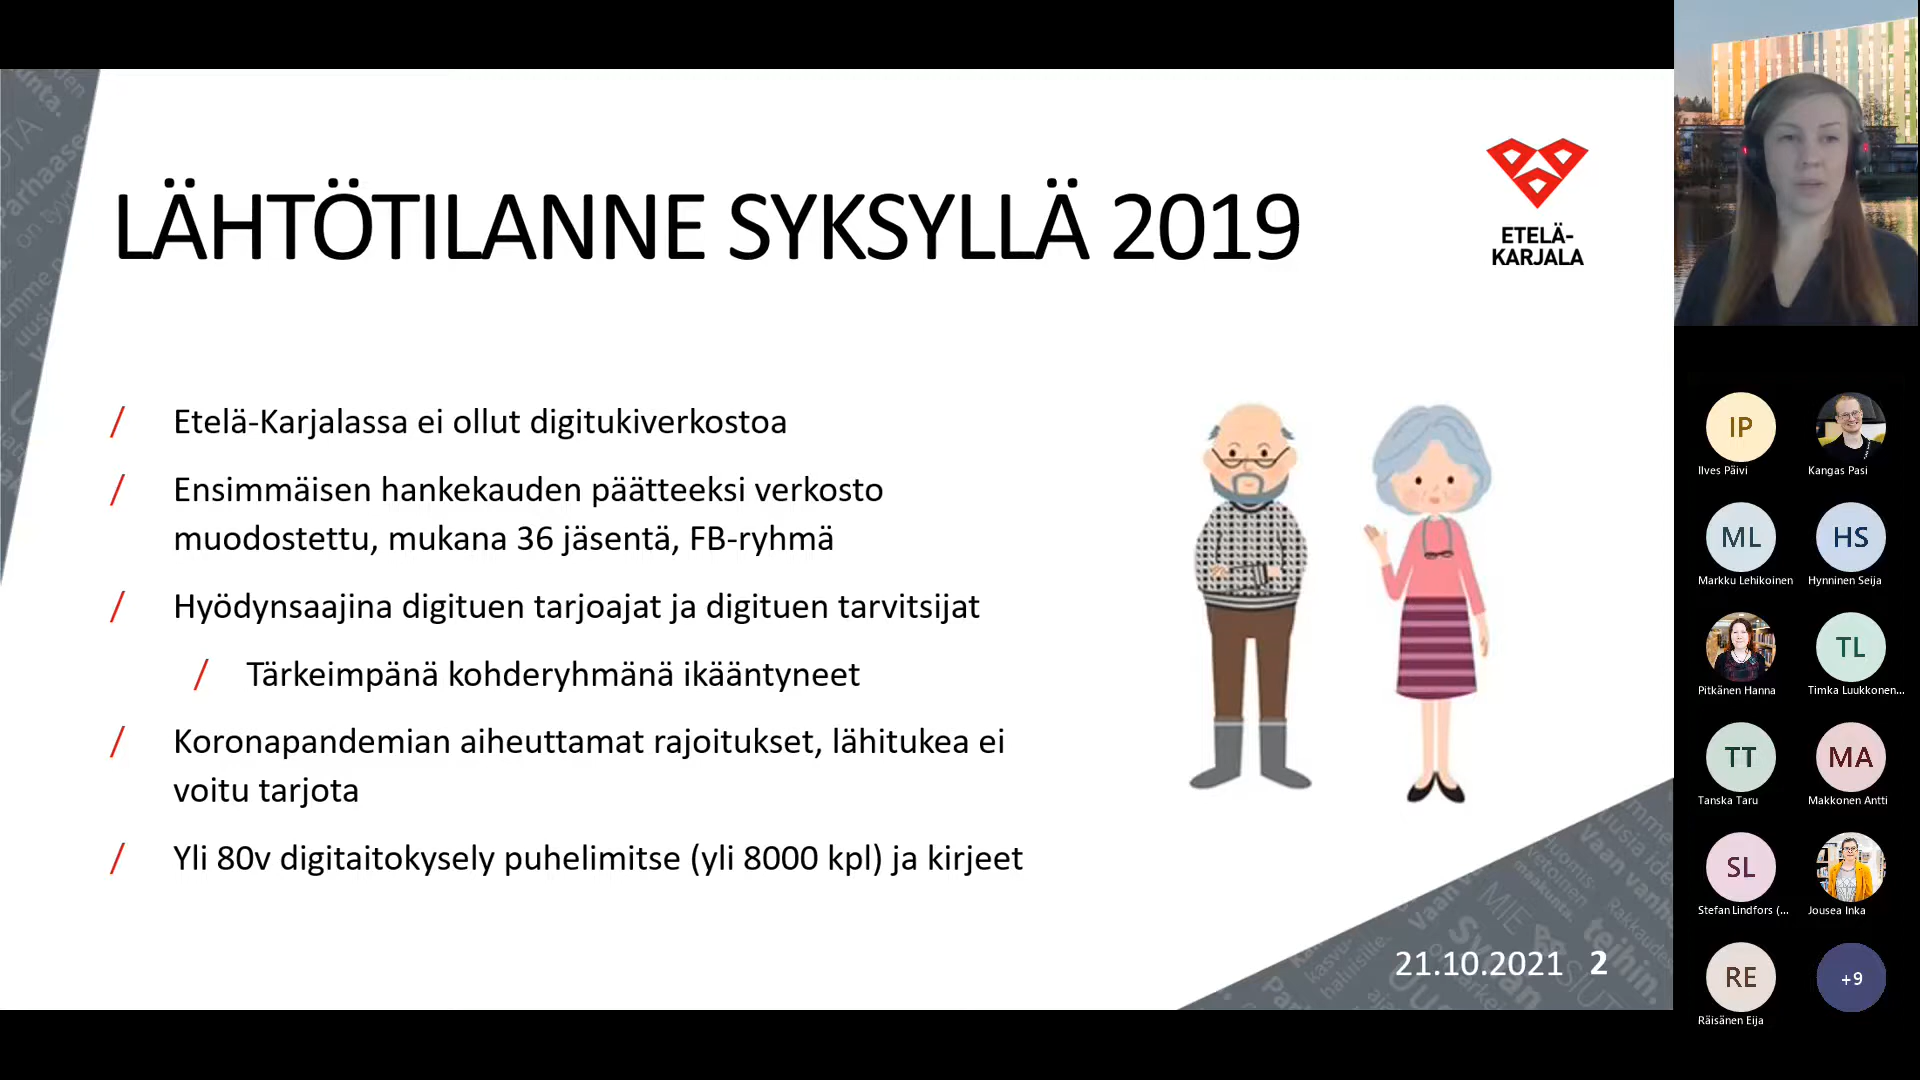 LÄHTÖTILANNE SYKSYLLÄ 2019
ETELÄ-
KARJALA
/ Etelä-Karjalassa ei ollut digitukiverkostoa
/ Ensimmäisen hankekauden päätteeksi verkosto
muodostettu, mukana 36 jäsentä, FB-ryhmä
/ Hyödynsaajina digituen tarjoajat ja digituen tarvitsijat
/ Tärkeimpänä kohderyhmänä ikääntyneet
/ Koronapandemian aiheuttamat rajoitukset, lähitukea ei
voitu tarjota
/ Yli 80v digitaitokysely puhelimitse (yli 8000 kpl) ja kirjeet
21.10.2021 2
IP
Ilves Päivi
Kangas Pasi
ML
Markku Lehikoinen
HS
Hynninen Seija
Pitkänen Hanna
TL
Timka Luukkonen...
TT
Tanska Taru
MA
Makkonen Antti
SL
Stefan Lindfors (...
Jousea Inka
RE
Räisänen Eija
+9